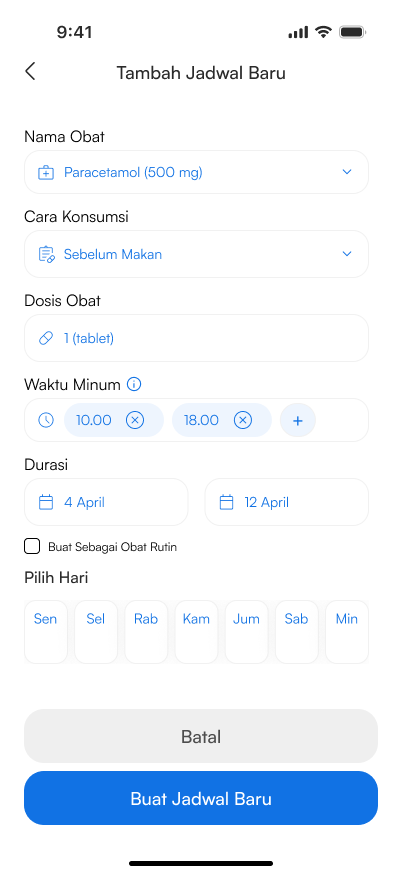 9:41
Tambah Jadwal Baru
Nama Obat
Paracetamol (500 mg)
Cara Konsumsi
Sebelum Makan
Dosis Obat
1 (tablet)
Waktu Minum
10.00 18.00 +
Durasi
4 April 12 April
Buat Sebagai Obat Rutin
Pilih Hari
Sen Sel Rab Kam Jum Sab Min
Batal
Buat Jadwal Baru